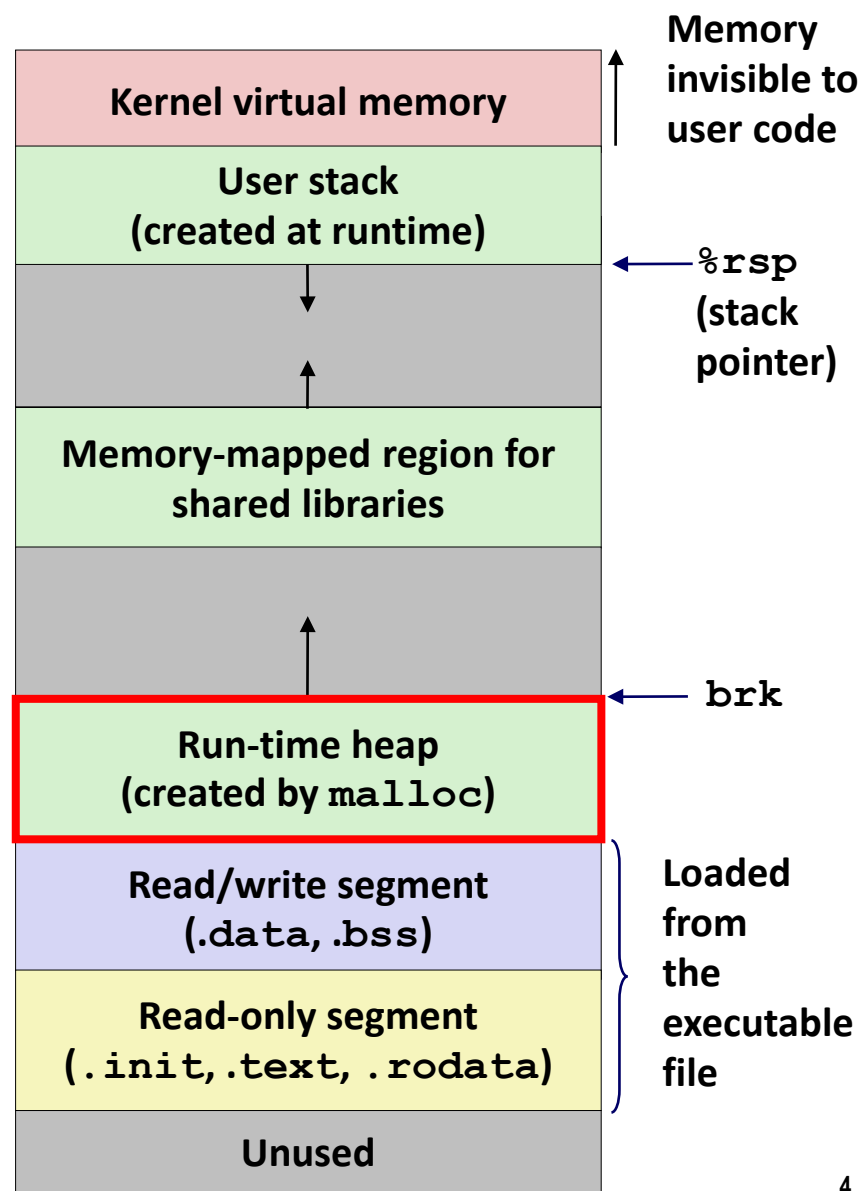 Memory
invisible to
user code
Kernel virtual memory
User stack
(created at runtime)
%rsp
(stack
pointer)
Memory-mapped region for
shared libraries
brk
Run-time heap
(created by malloc)
Read/write segment
(.data, .bss)
Loaded
from
the
executable
file
Read-only segment
(.init, .text, .rodata)
Unused
4